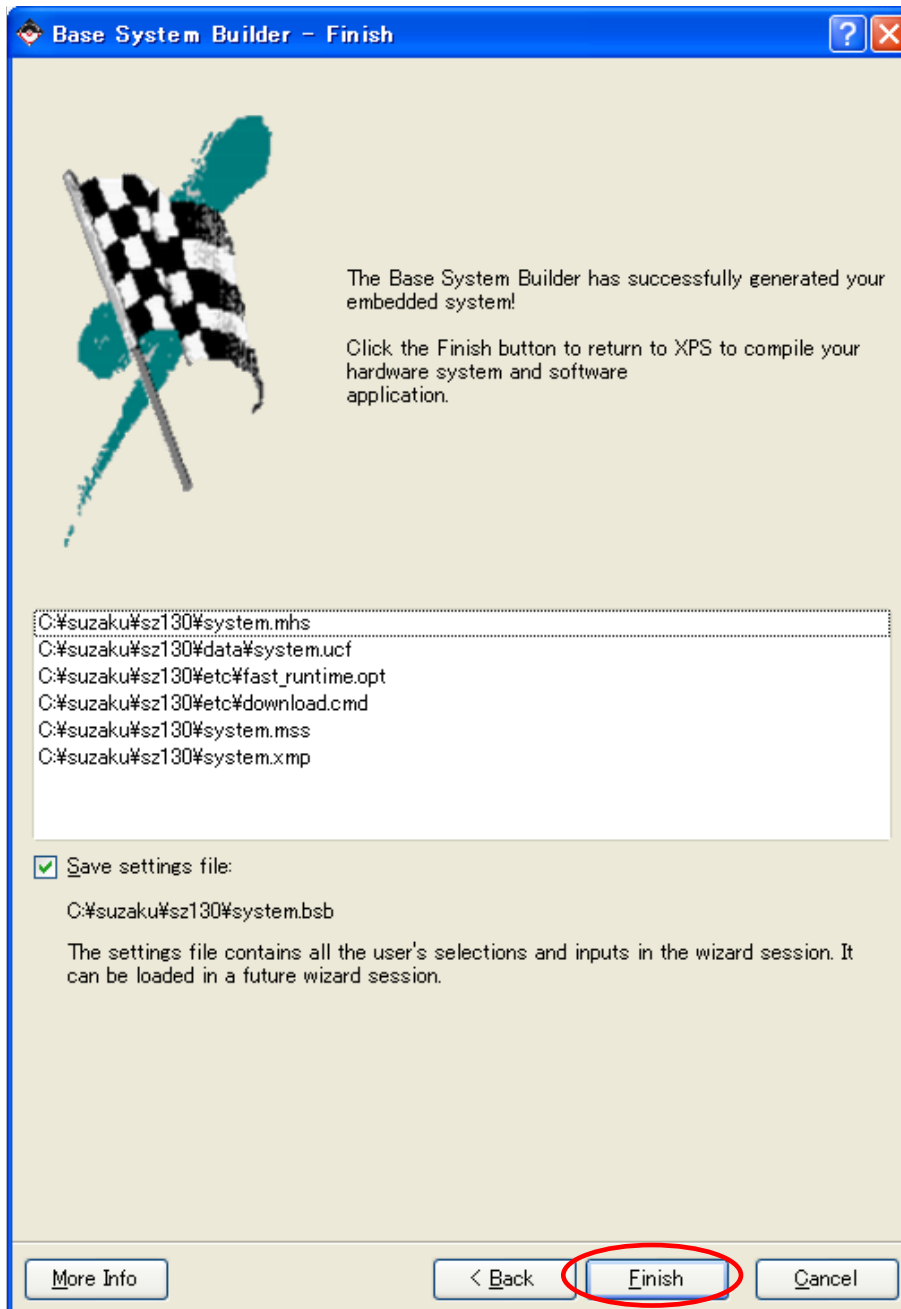 Base System Builder - Finish
The Base System Builder has successfully generated your
embedded system!
Click the Finish button to return to XPS to compile your
hardware system and software
application.
C:¥suzaku¥sz130¥system.mhs
C:¥suzaku¥sz130¥data¥system.ucf
C:¥suzaku¥sz130¥etc¥fast_runtime.opt
C:¥suzaku¥sz130¥etc¥download.cmd
C:¥suzaku¥sz130¥system.mss
C:¥suzaku¥sz130¥system.xmp
Save settings file:
C:¥suzaku¥sz130¥system.bsb
The settings file contains all the user's selections and inputs in the wizard session. It
can be loaded in a future wizard session.
More Info
< Back
Finish
Cancel